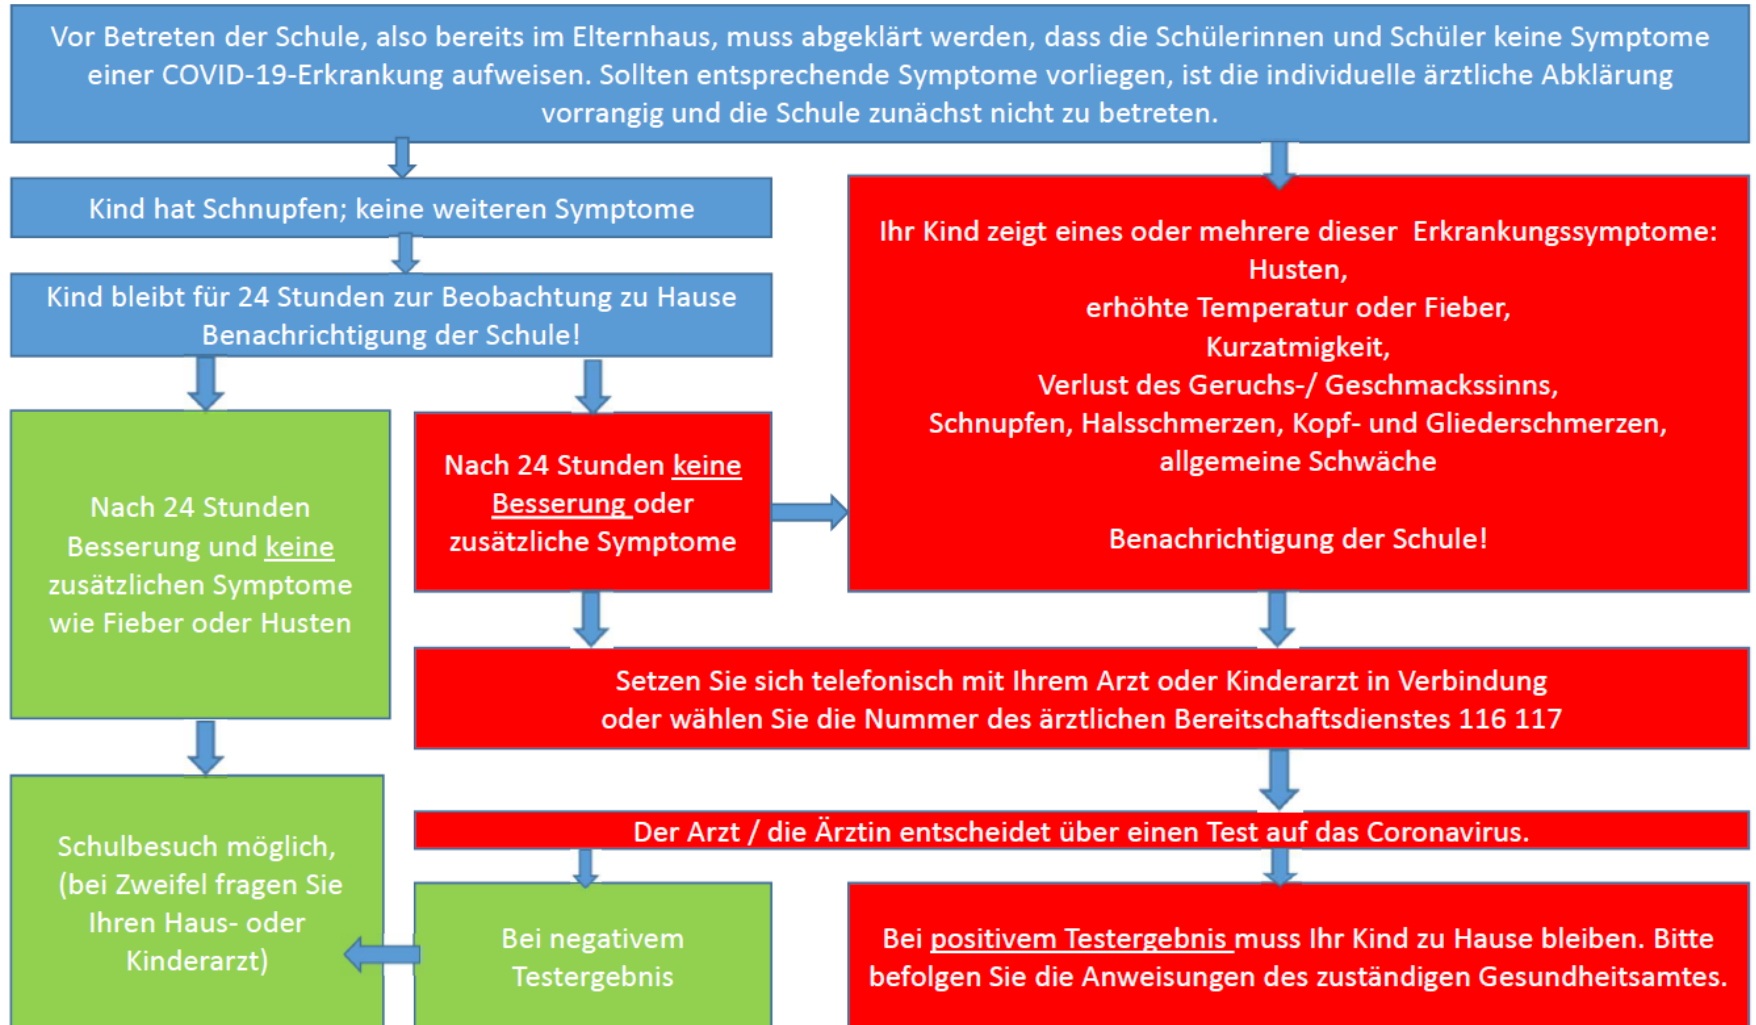 Vor Betreten der Schule, also bereits im Elternhaus, muss abgeklärt werden, dass die Schülerinnen und Schüler keine Symptome
einer COVID-19-Erkrankung aufweisen. Sollten entsprechende Symptome vorliegen, ist die individuelle ärztliche Abklärung
vorrangig und die Schule zunächst nicht zu betreten.
Kind hat Schnupfen; keine weiteren Symptome
Kind bleibt für 24 Stunden zur Beobachtung zu Hause
Benachrichtigung der Schule!
Nach 24 Stunden
Besserung und keine
zusätzlichen Symptome
wie Fieber oder Husten
Nach 24 Stunden keine
Besserung oder
zusätzliche Symptome
Ihr Kind zeigt eines oder mehrere dieser Erkrankungssymptome:
Husten,
erhöhte Temperatur oder Fieber,
Kurzatmigkeit,
Verlust des Geruchs-/ Geschmackssinns,
Schnupfen, Halsschmerzen, Kopf- und Gliederschmerzen,
allgemeine Schwäche
Benachrichtigung der Schule!
Setzen Sie sich telefonisch mit Ihrem Arzt oder Kinderarzt in Verbindung
oder wählen Sie die Nummer des ärztlichen Bereitschaftsdienstes 116 117
Der Arzt / die Ärztin entscheidet über einen Test auf das Coronavirus.
Schulbesuch möglich,
(bei Zweifel fragen Sie
Ihren Haus- oder
Kinderarzt)
Bei negativem
Testergebnis
Bei positivem Testergebnis muss Ihr Kind zu Hause bleiben. Bitte
befolgen Sie die Anweisungen des zuständigen Gesundheitsamtes.